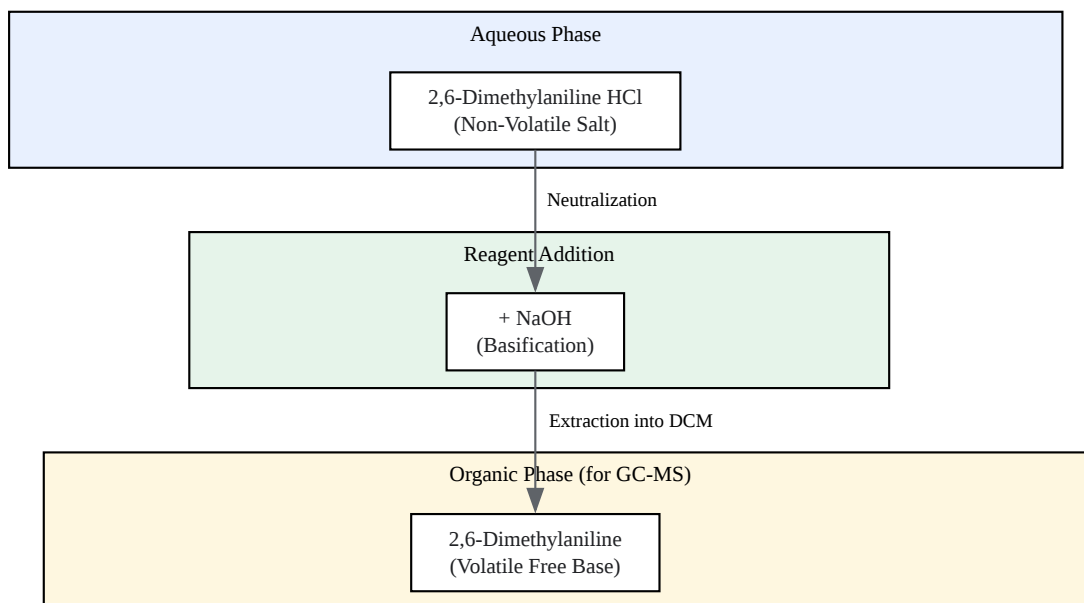 Aqueous Phase
2,6-Dimethylaniline HCl
(Non-Volatile Salt)
Neutralization
Reagent Addition
+ NaOH
(Basification)
Extraction into DCM
Organic Phase (for GC-MS)
2,6-Dimethylaniline
(Volatile Free Base)